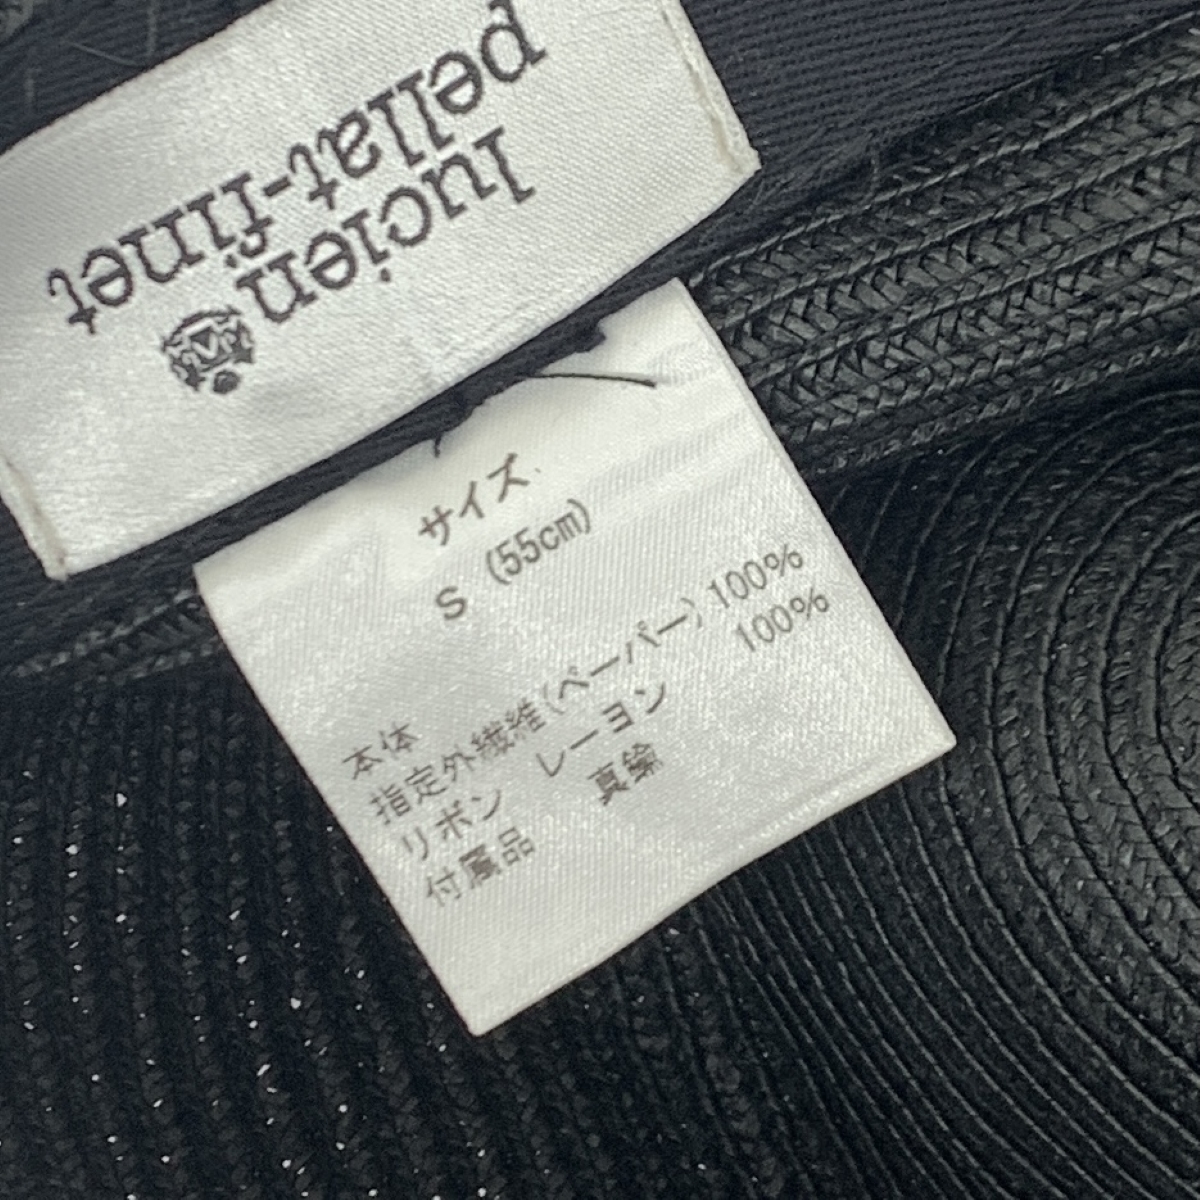 lucien
pellat-finet
サイズ
S (55cm)
本体
指定外繊維(ペーパー) 100%
リボン レーヨン 100%
付属品 真鍮